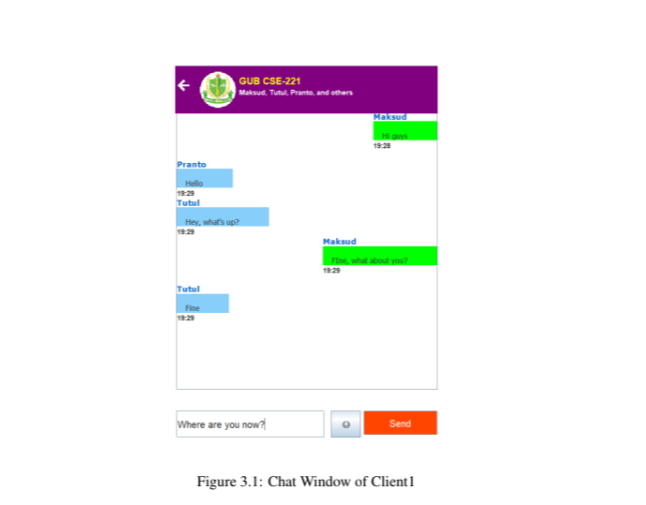 GUB CSE-221
Maksud, Tutul, Pranto, and others
Maksud
Hi guys
19:28
Pranto
Hello
19:29
Tutul
Hey, what's up?
19:29
Maksud
FIne, what about you?
19:29
Tutul
Fine
19:29
Where are you now?
Send
Figure 3.1: Chat Window of Client1